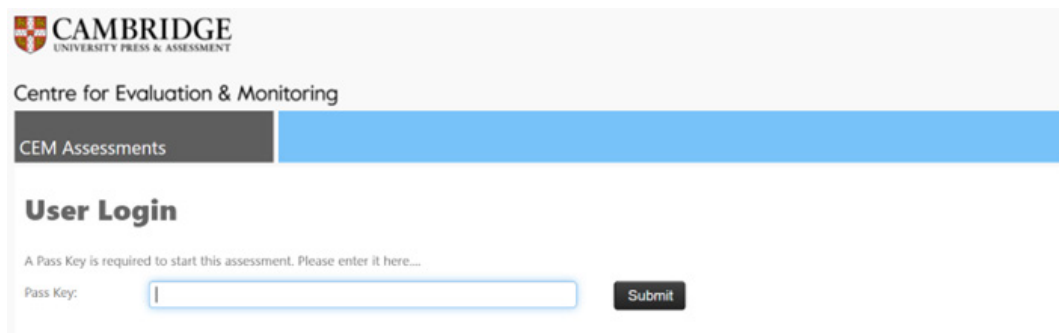 CAMBRIDGE
UNIVERSITY PRESS & ASSESSMENT
Centre for Evaluation & Monitoring
CEM Assessments
User Login
A Pass Key is required to start this assessment. Please enter it here....
Pass Key:
Submit